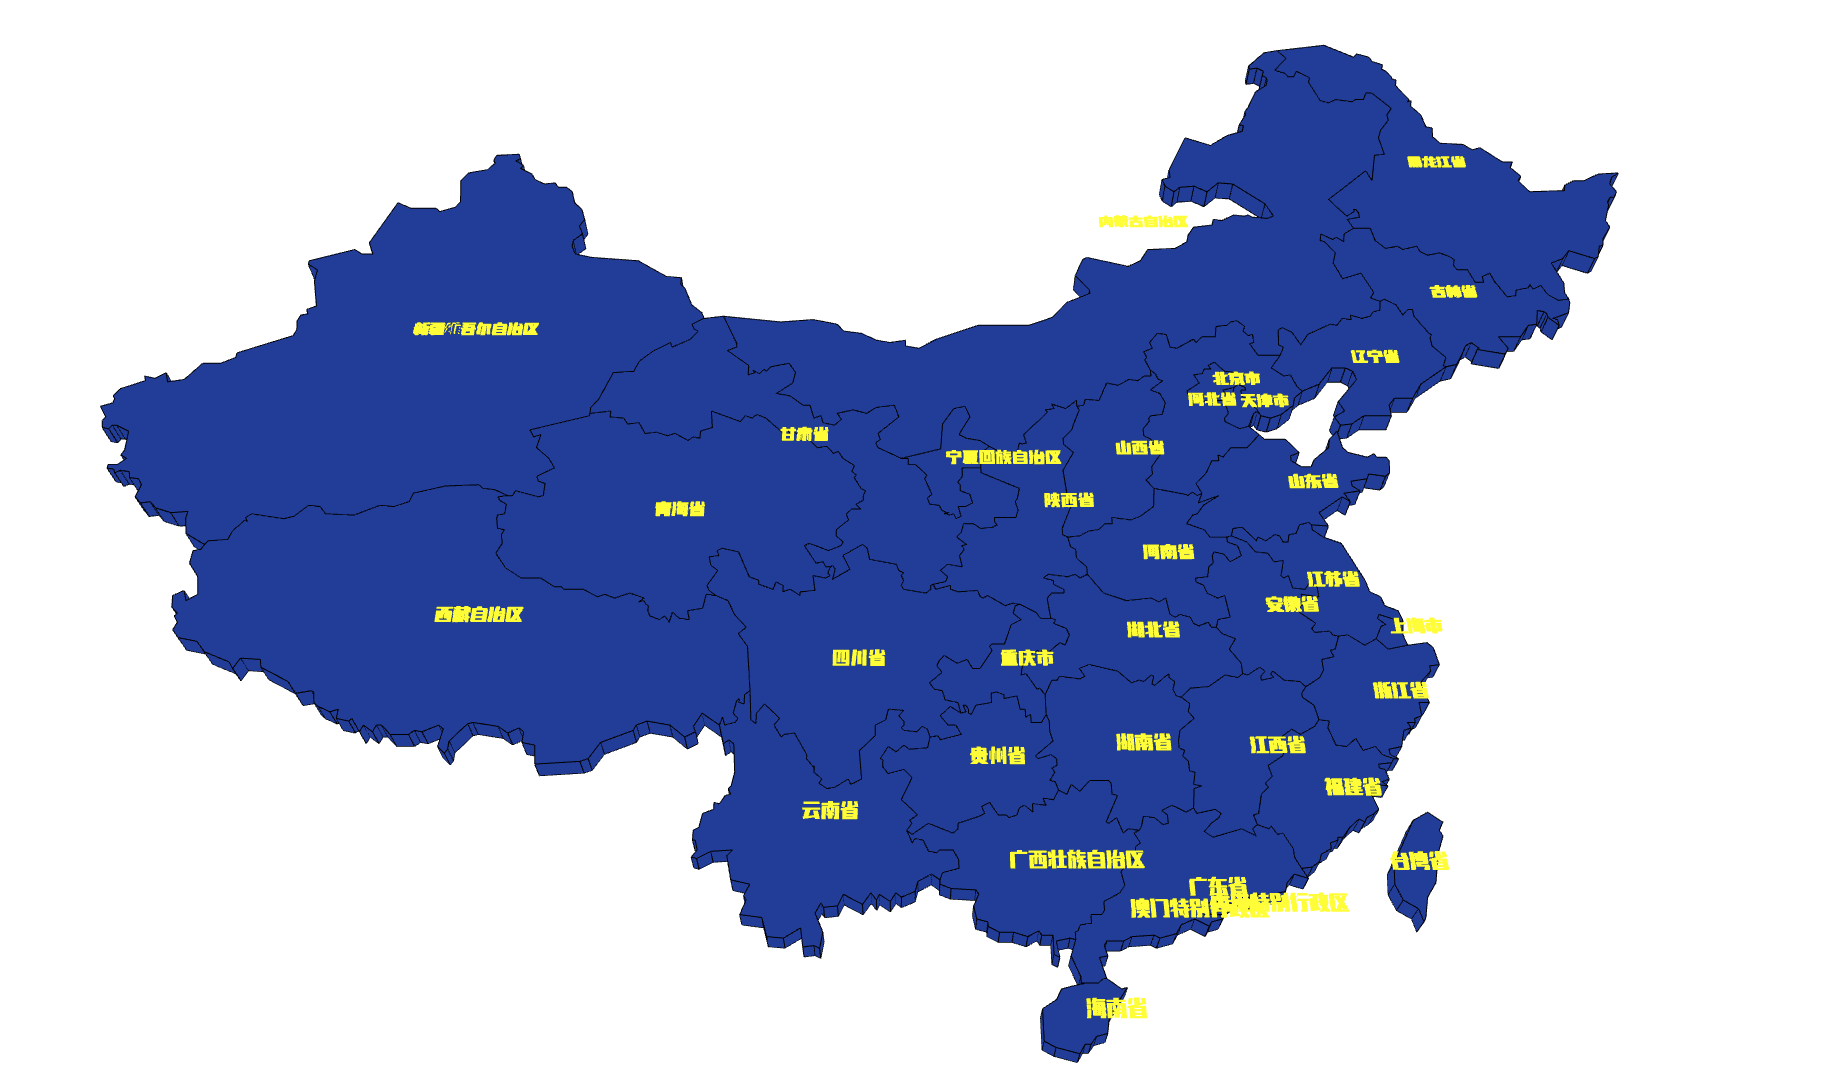 黑龙江省
内蒙古自治区
吉林省
新疆维吾尔自治区
辽宁省
北京市
河北省
天津市
甘肃省
山西省
宁夏回族自治区
山东省
陕西省
青海省
河南省
江苏省
安徽省
西藏自治区
上海市
湖北省
四川省
重庆市
浙江省
湖南省
江西省
贵州省
福建省
云南省
广西壮族自治区
台湾省
广东省
特别行政区
澳门特别行政区
海南省